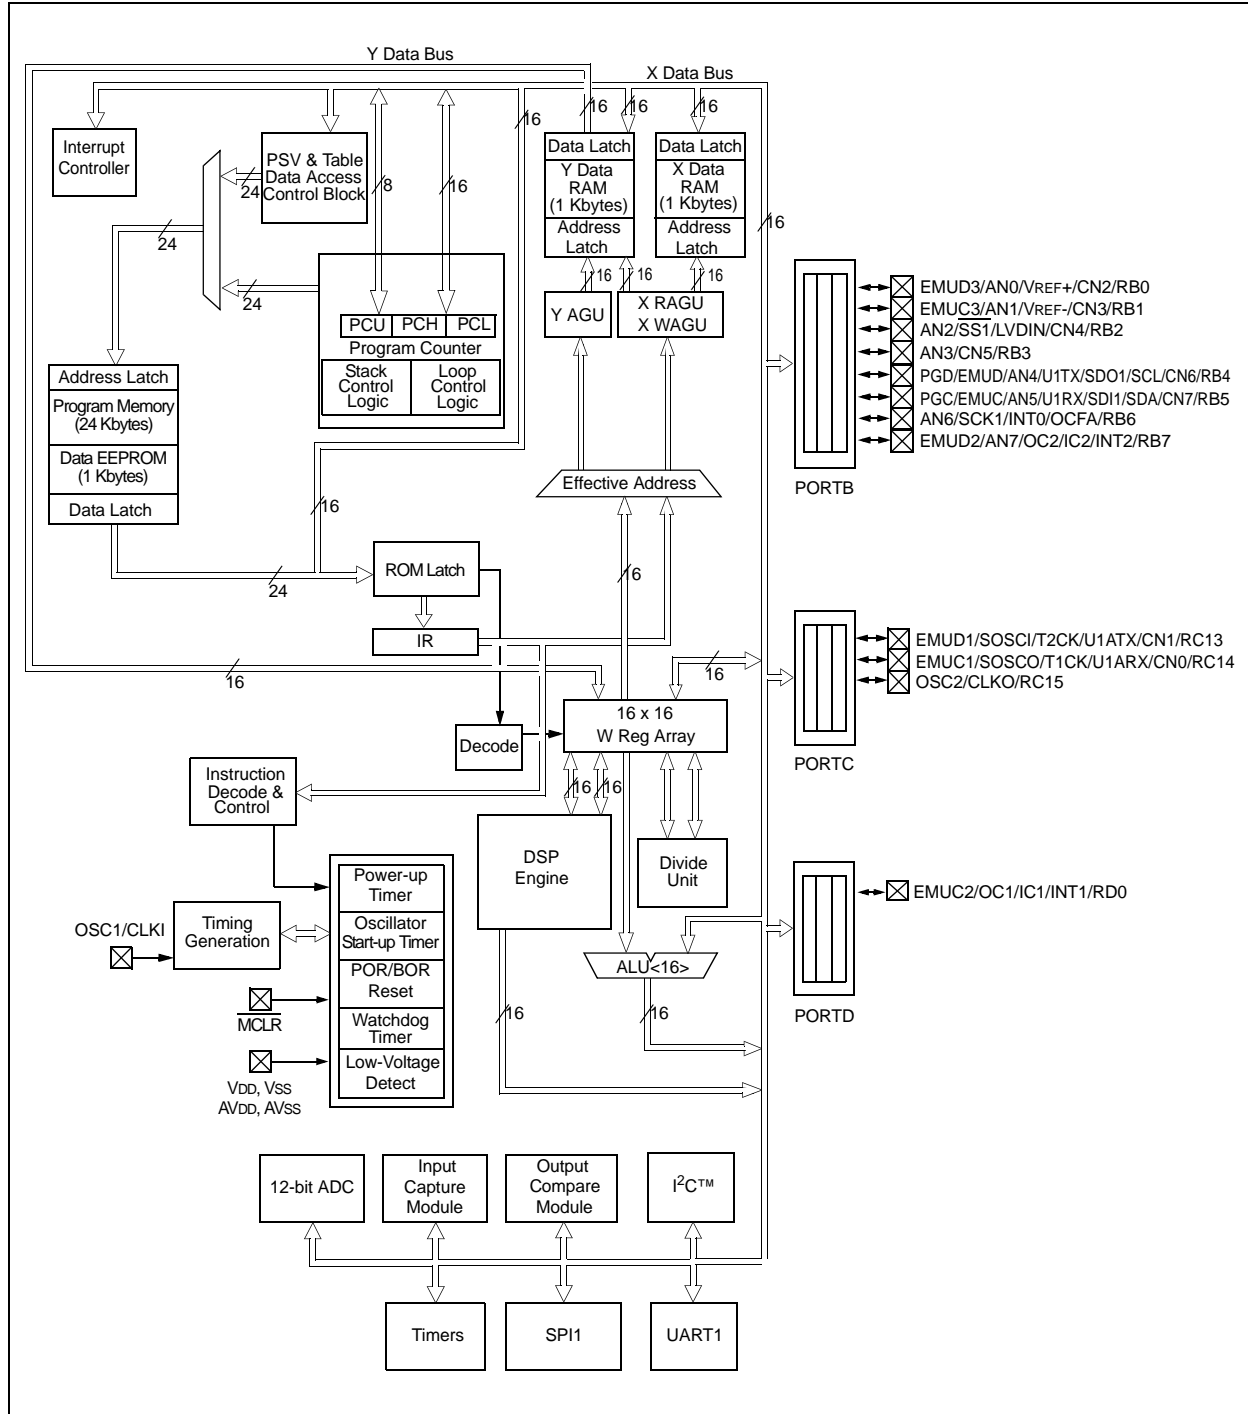 Y Data Bus
X Data Bus
16
16
16
16
Interrupt
Controller
PSV & Table
Data Access
Control Block
24
8
16
24
24
Data Latch
Y Data
RAM
(1 Kbytes)
Address
Latch
Data Latch
X Data
RAM
(1 Kbytes)
Address
Latch
16
16
16
16
Y AGU
X RAGU
X WAGU
PCU
PCH
PCL
Program Counter
Stack
Control
Logic
Loop
Control
Logic
Address Latch
Program Memory
(24 Kbytes)
Data EEPROM
(1 Kbytes)
Data Latch
16
24
Effective Address
16
ROM Latch
IR
16
16
16 x 16
W Reg Array
Decode
Instruction
Decode &
Control
16
16
DSP
Engine
Divide
Unit
Power-up
Timer
Oscillator
Start-up Timer
POR/BOR
Reset
Watchdog
Timer
Low-Voltage
Detect
OSC1/CLKI
Timing
Generation
MCLR
VDD, VSS
AVDD, AVSS
ALU<16>
16
16
EMUD3/AN0/VREF+/CN2/RB0
EMUC3/AN1/VREF-/CN3/RB1
AN2/SS1/LVDIN/CN4/RB2
AN3/CN5/RB3
PGD/EMUD/AN4/U1TX/SDO1/SCL/CN6/RB4
PGC/EMUC/AN5/U1RX/SDI1/SDA/CN7/RB5
AN6/SCK1/INT0/OCFA/RB6
EMUD2/AN7/OC2/IC2/INT2/RB7
PORTB
EMUD1/SOSCI/T2CK/U1ATX/CN1/RC13
EMUC1/SOSCO/T1CK/U1ARX/CN0/RC14
OSC2/CLKO/RC15
PORTC
EMUC2/OC1/IC1/INT1/RD0
PORTD
12-bit ADC
Input
Capture
Module
Output
Compare
Module
I²C™
Timers
SPI1
UART1